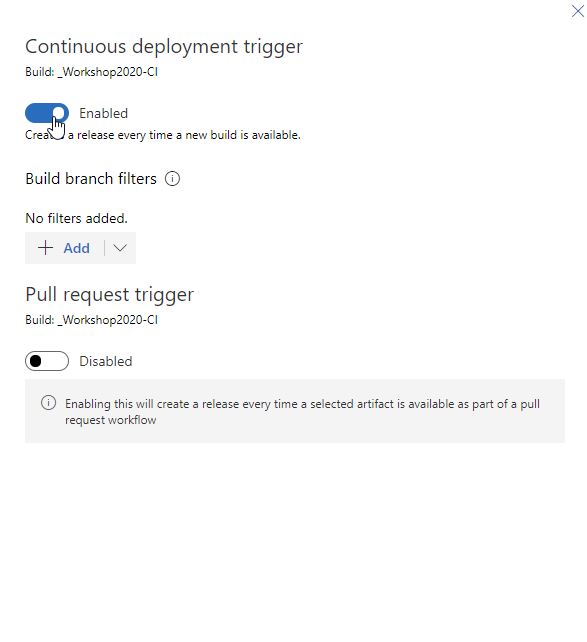 Continuous deployment trigger
Build: _Workshop2020-CI
Enabled
Create a release every time a new build is available.
Build branch filters
No filters added.
Add
Pull request trigger
Build: _Workshop2020-CI
Disabled
Enabling this will create a release every time a selected artifact is available as part of a pull
request workflow